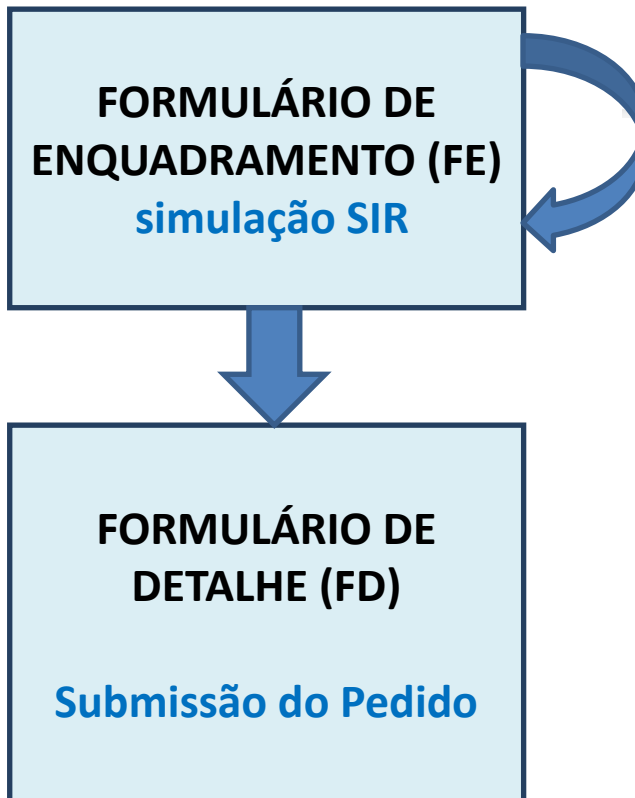 FORMULÁRIO DE
ENQUADRAMENTO (FE)
simulação SIR
FORMULÁRIO DE
DETALHE (FD)
Submissão do Pedido